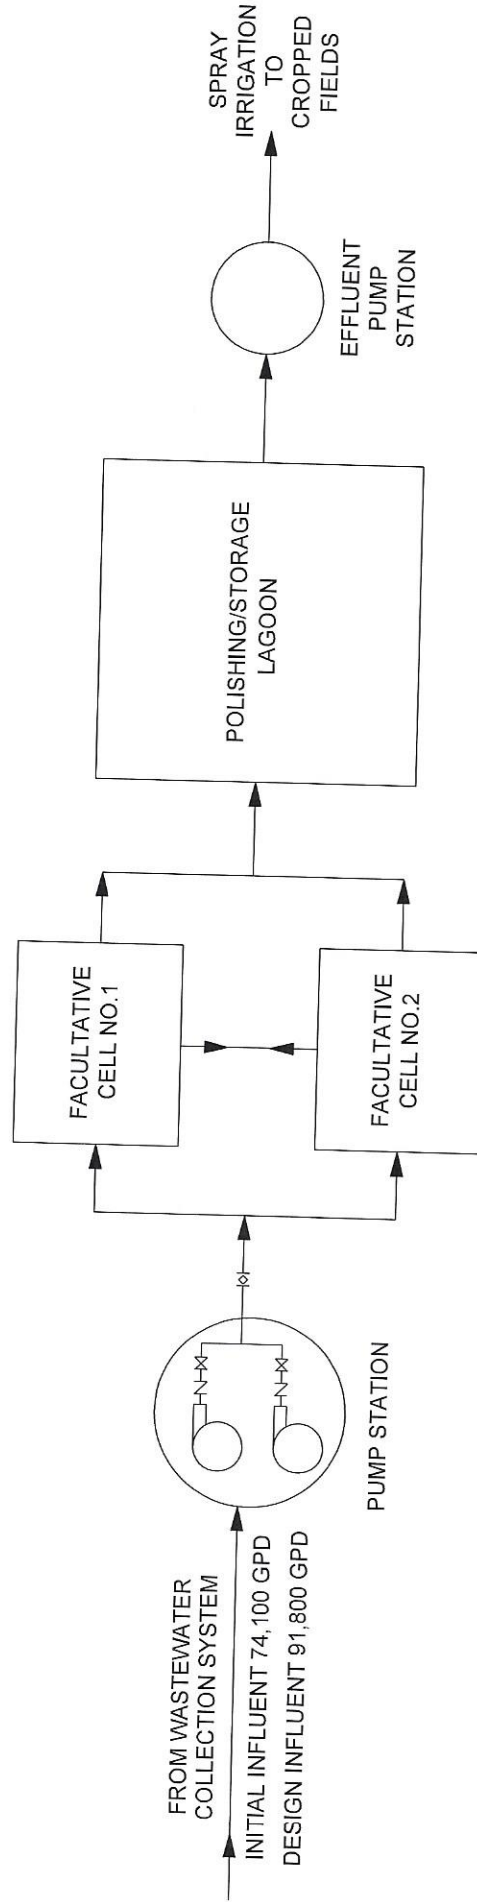 FROM WASTEWATER
COLLECTION SYSTEM
INITIAL INFLUENT 74,100 GPD
DESIGN INFLUENT 91,800 GPD
PUMP STATION
FACULTATIVE
CELL NO.1
FACULTATIVE
CELL NO.2
POLISHING/STORAGE
LAGOON
EFFLUENT
PUMP
STATION
SPRAY
IRRIGATION
TO
CROPPED
FIELDS